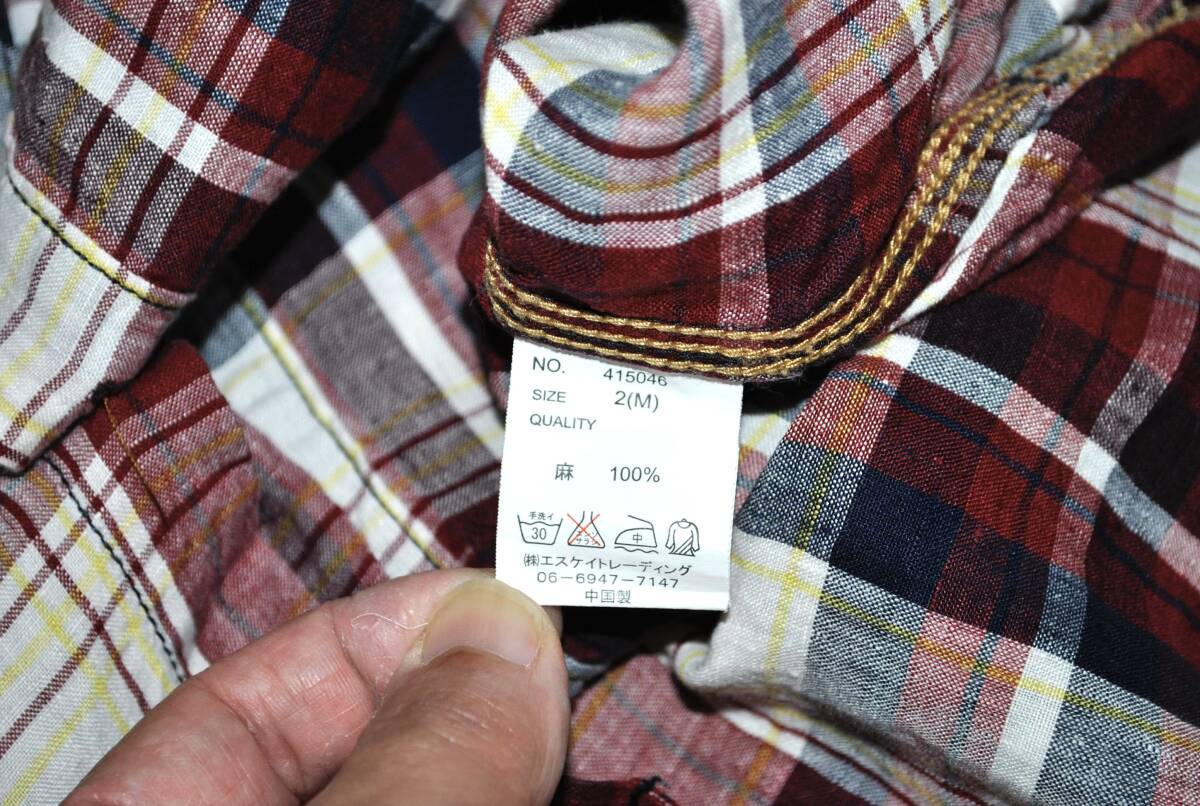 NO. 415046
SIZE 2(M)
QUALITY
麻 100%
手洗イ
30 中
(株)エスケイトレーディング
06-6947-7147
中国製